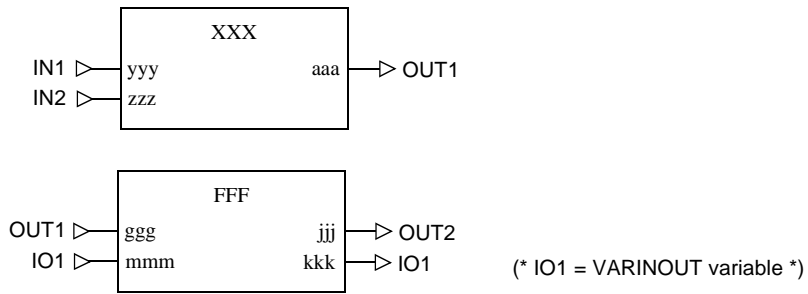 XXX
IN1 yyy aaa OUT1
IN2 zzz
FFF
OUT1 ggg jjj OUT2
IO1 mmm kkk IO1 (* IO1 = VARINOUT variable *)